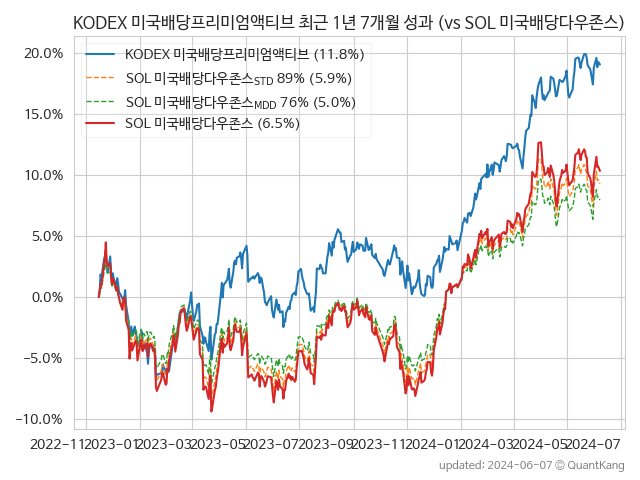 KODEX 미국배당프리미엄액티브 최근 1년 7개월 성과 (vs SOL 미국배당다우존스)
20.0%
15.0%
10.0%
5.0%
0.0%
−5.0%
−10.0%
KODEX 미국배당프리미엄액티브 (11.8%)
SOL 미국배당다우존스STD 89% (5.9%)
SOL 미국배당다우존스MDD 76% (5.0%)
SOL 미국배당다우존스 (6.5%)
2022-11 2023-01 2023-03 2023-05 2023-07 2023-09 2023-11 2024-01 2024-03 2024-05 2024-07
updated: 2024-06-07 © QuantKang